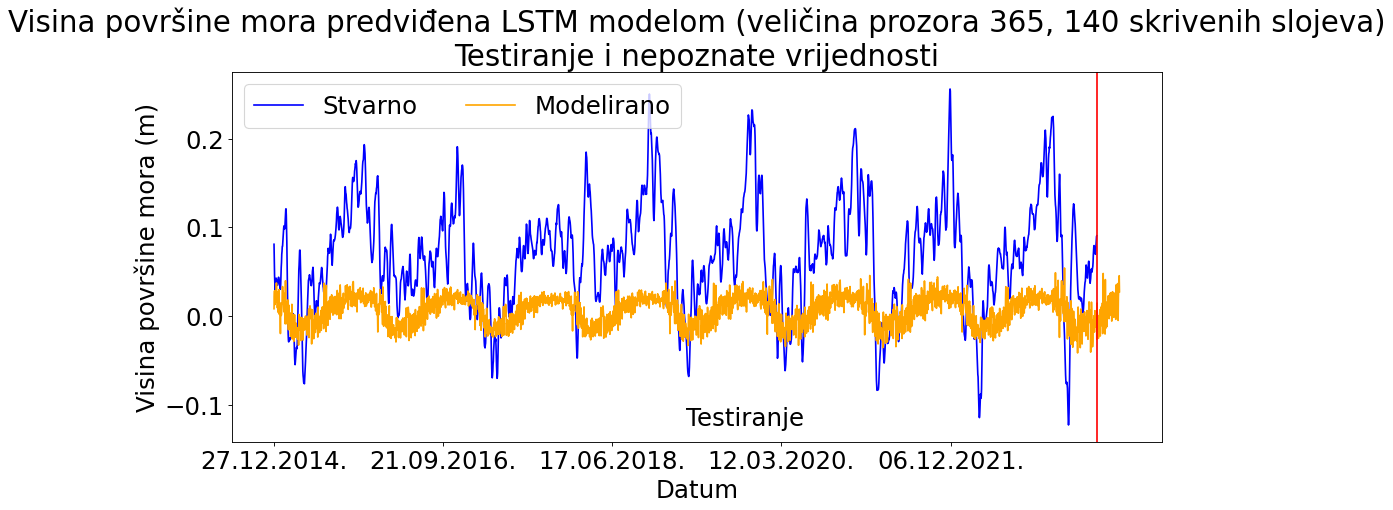 Visina površine mora predviđena LSTM modelom (veličina prozora 365, 140 skrivenih slojeva)
Testiranje i nepoznate vrijednosti
Stvarno
Modelirano
Visina površine mora (m)
0.2
0.1
0.0
−0.1
Testiranje
27.12.2014.
21.09.2016.
17.06.2018.
12.03.2020.
06.12.2021.
Datum